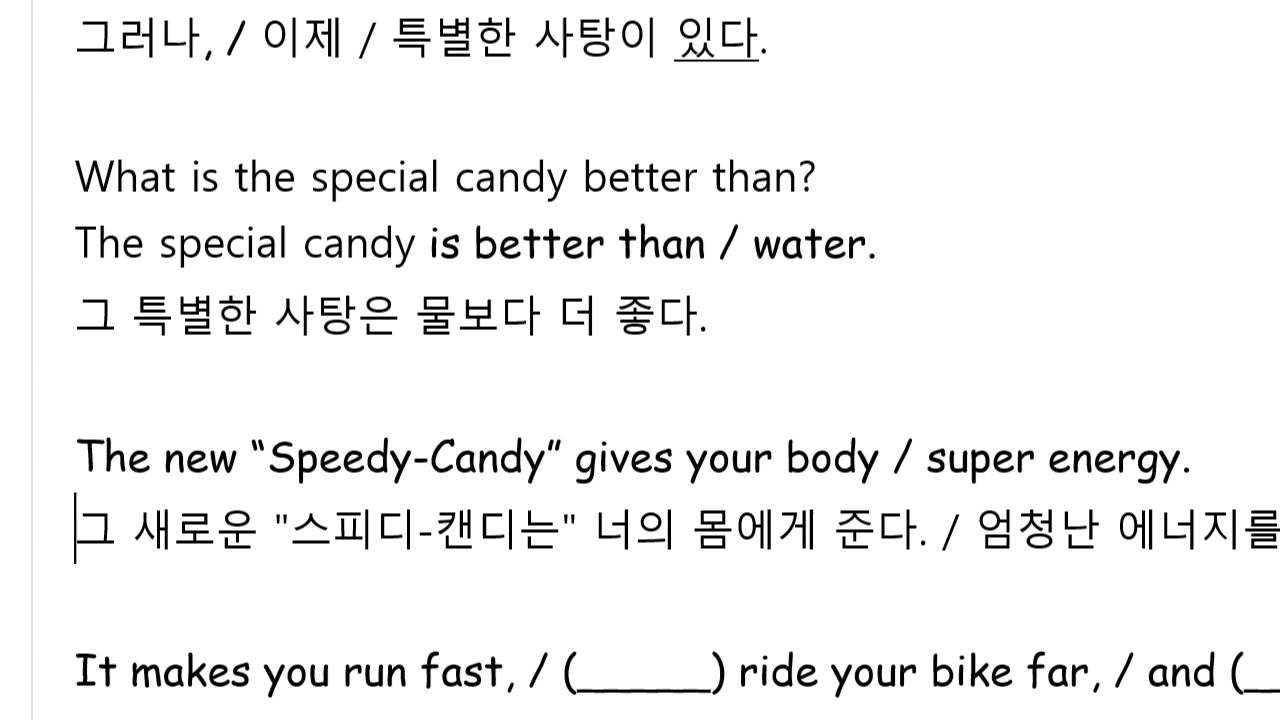 그러나, / 이제 / 특별한 사탕이 있다.
What is the special candy better than?
The special candy is better than / water.
그 특별한 사탕은 물보다 더 좋다.
The new “Speedy-Candy” gives your body / super energy.
그 새로운 "스피디-캔디는" 너의 몸에게 준다. / 엄청난 에너지를
It makes you run fast, / (______) ride your bike far, / and (_